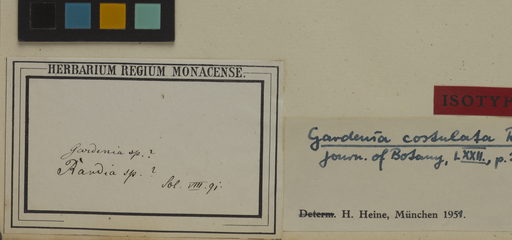 HERBARIUM REGIUM MONACENSE.
Gardenia sp.?
Randia sp. ?
Sol. VIII. 91.
ISOTY
Gardenia costulata R
Journ. of Botany, LXXII., p.
Determ. H. Heine, München 1951.